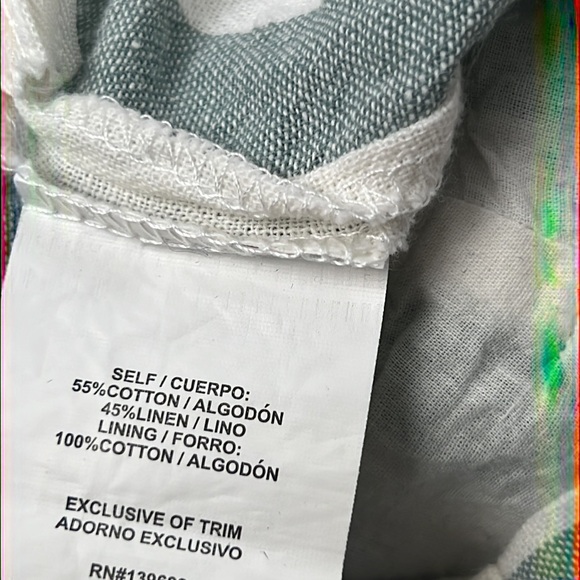 SELF / CUERPO:
55%COTTON / ALGODÓN
45%LINEN / LINO
LINING / FORRO:
100%COTTON / ALGODÓN
EXCLUSIVE OF TRIM
ADORNO EXCLUSIVO